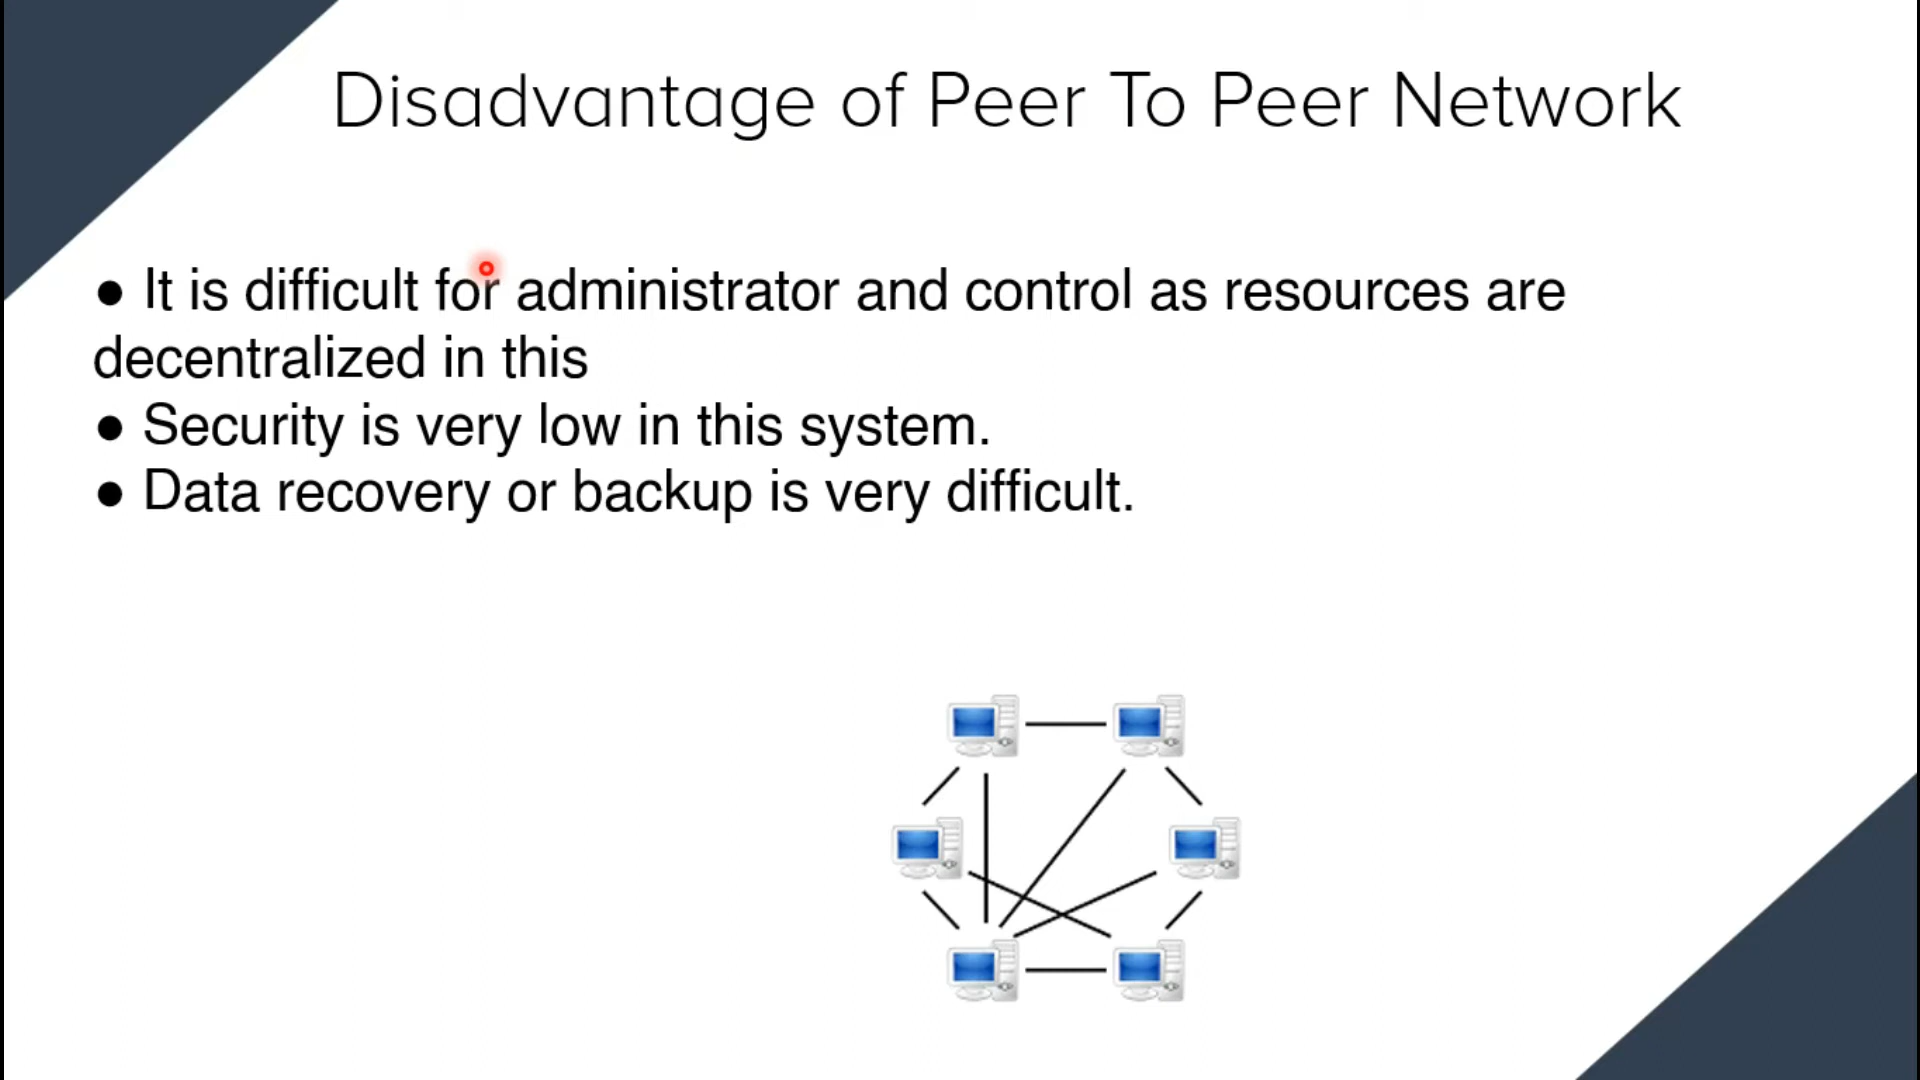 Disadvantage of Peer To Peer Network
● It is difficult for administrator and control as resources are
decentralized in this
● Security is very low in this system.
● Data recovery or backup is very difficult.